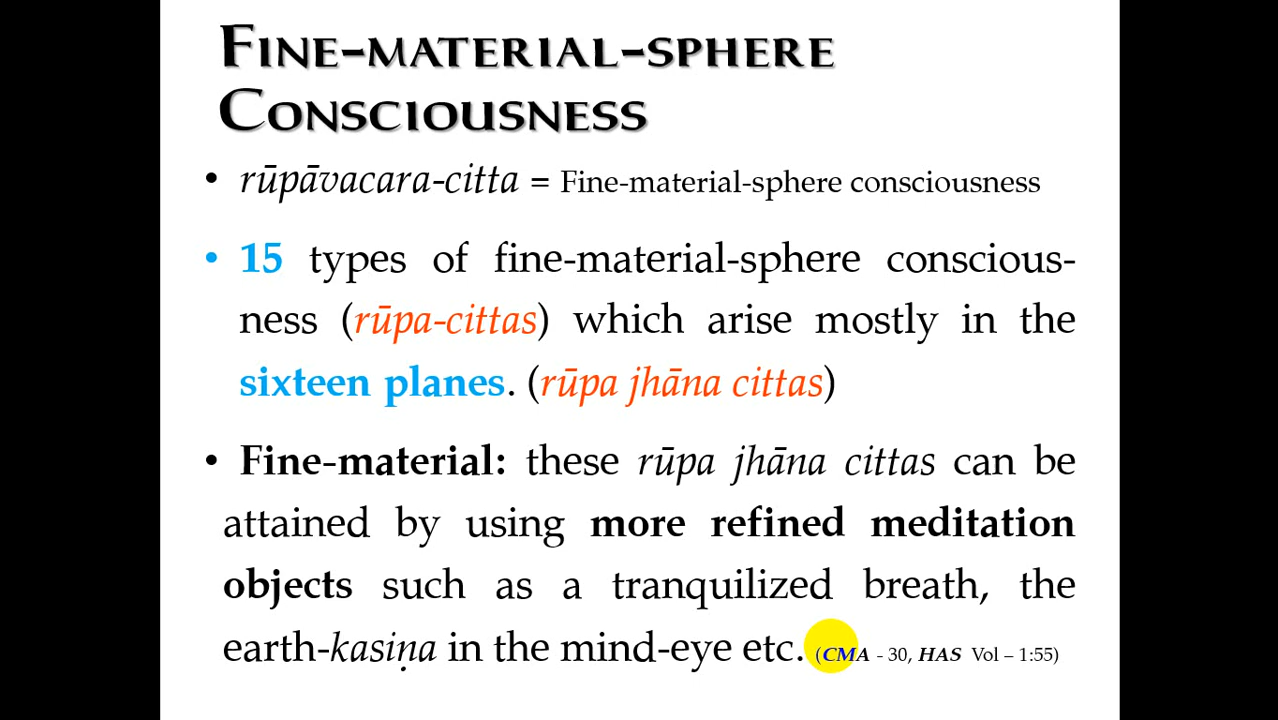 FINE-MATERIAL-SPHERE
CONSCIOUSNESS
• rūpāvacara-citta = Fine-material-sphere consciousness
• 15 types of fine-material-sphere conscious-
ness (rūpa-cittas) which arise mostly in the
sixteen planes. (rūpa jhāna cittas)
• Fine-material: these rūpa jhāna cittas can be
attained by using more refined meditation
objects such as a tranquilized breath, the
earth-kasiṇa in the mind-eye etc. (CMA - 30, HAS Vol – 1:55)